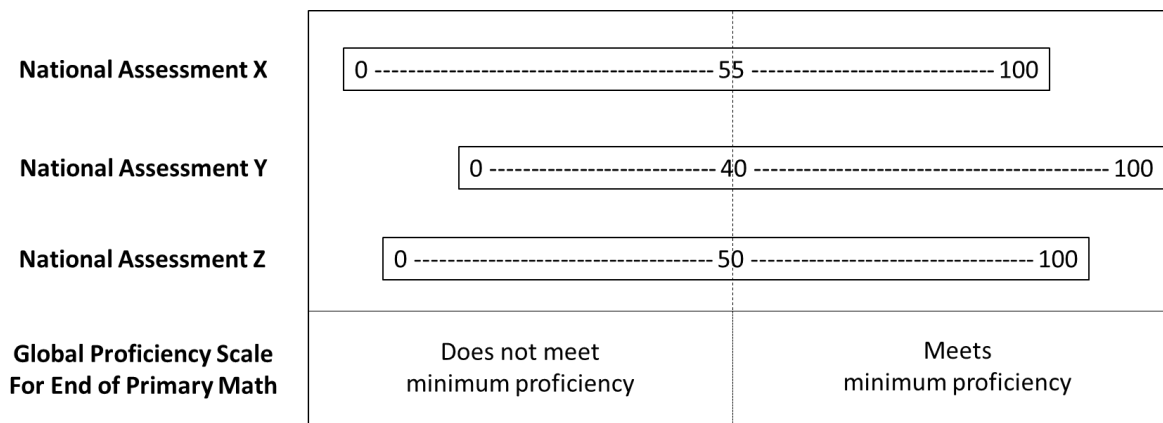 National Assessment X
0 ---------------------------------------- 55 ----------------------------- 100
National Assessment Y
0 --------------------------- 40 ------------------------------------------ 100
National Assessment Z
0 ------------------------------------ 50 ---------------------------------- 100
Global Proficiency Scale
For End of Primary Math
Does not meet
minimum proficiency
Meets
minimum proficiency